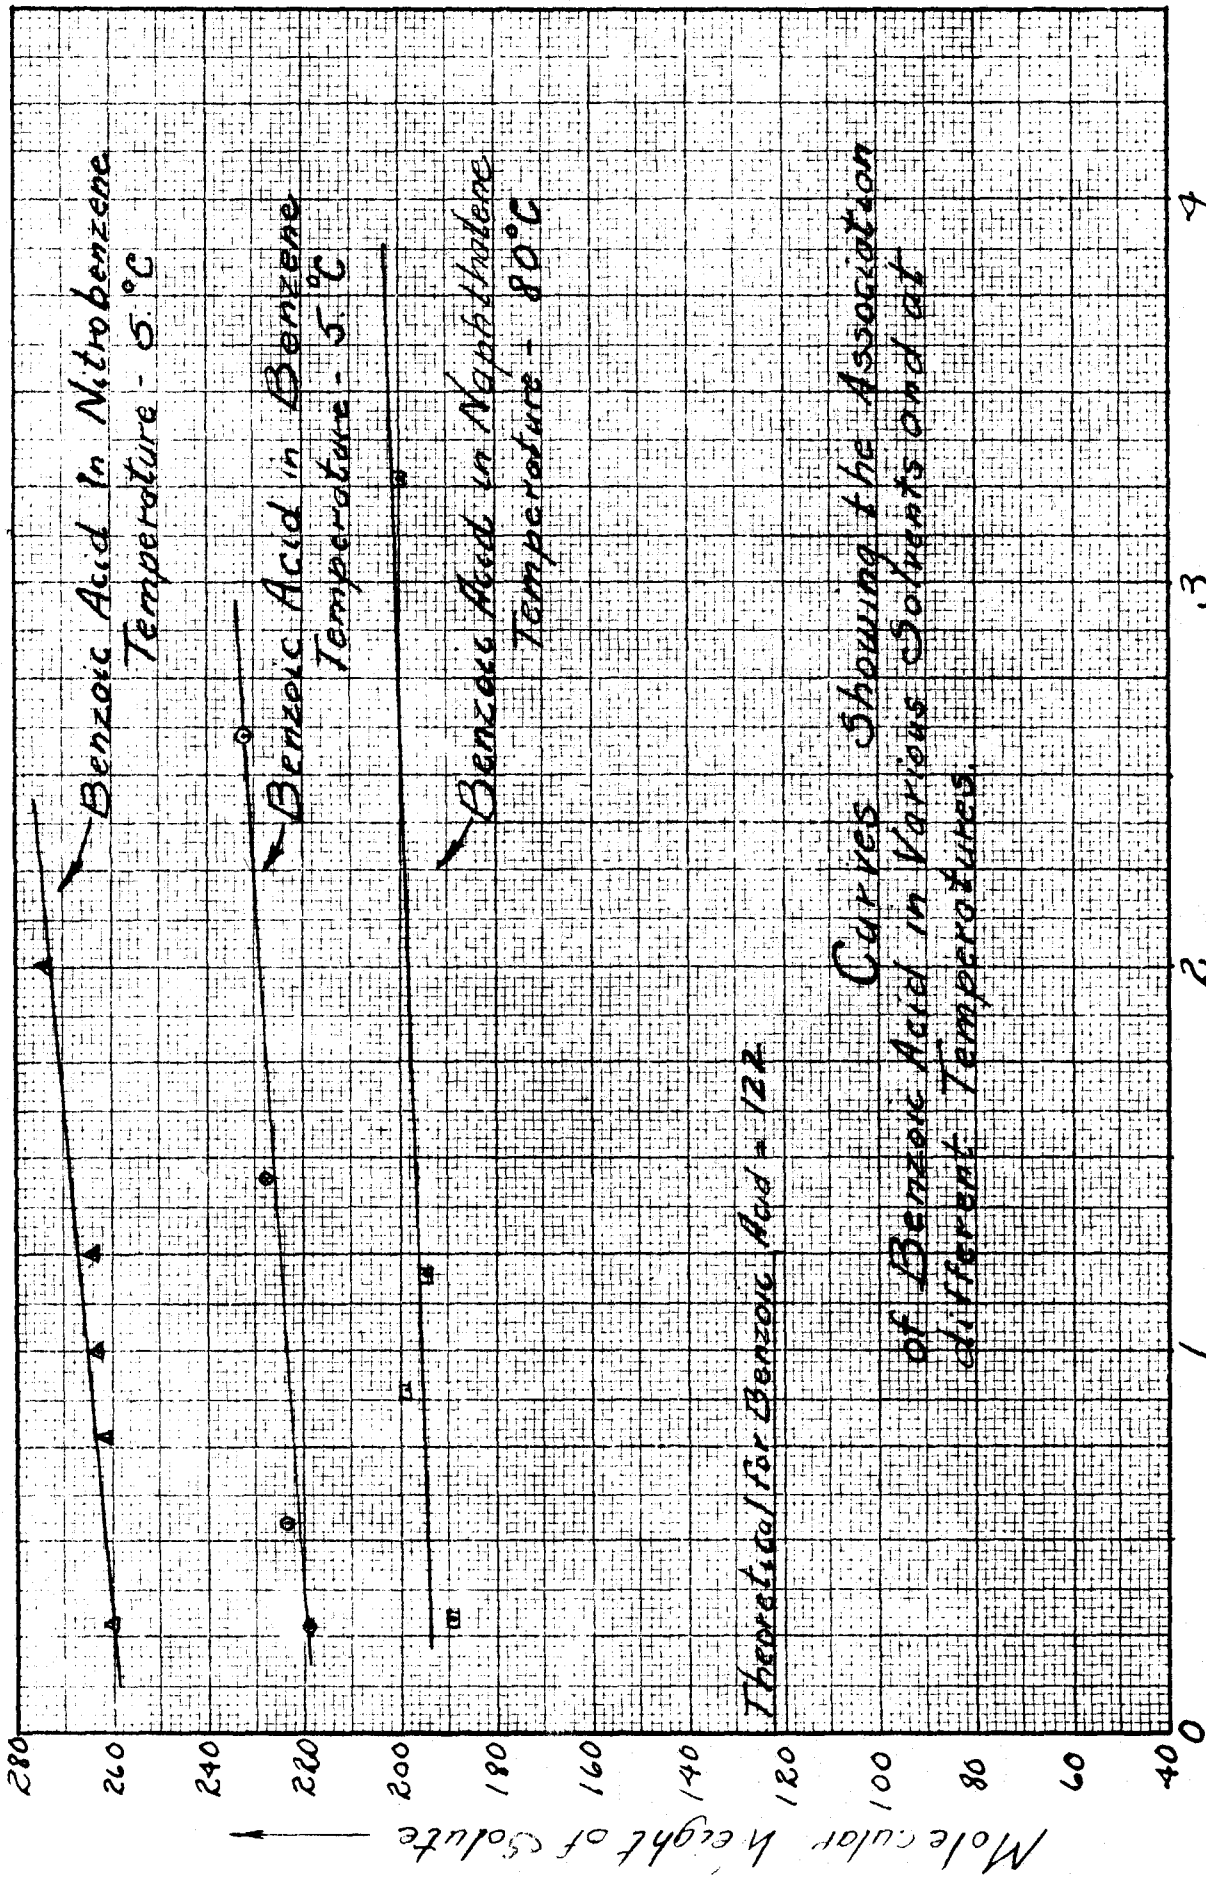 Benzoic Acid In Nitrobenzene
Temperature - 5.°C
Benzoic Acid in Benzene
Temperature - 5.°C
Benzoic Acid in Naphthalene
Temperature - 80°C
Theoretical for Benzoic Acid = 122
Curves Showing the Association
of Benzoic Acid in Various Solvents and at
different Temperatures.
Molecular Weight of Solute
280
260
240
220
200
180
160
140
120
100
80
60
40
0 1 2 .3 4